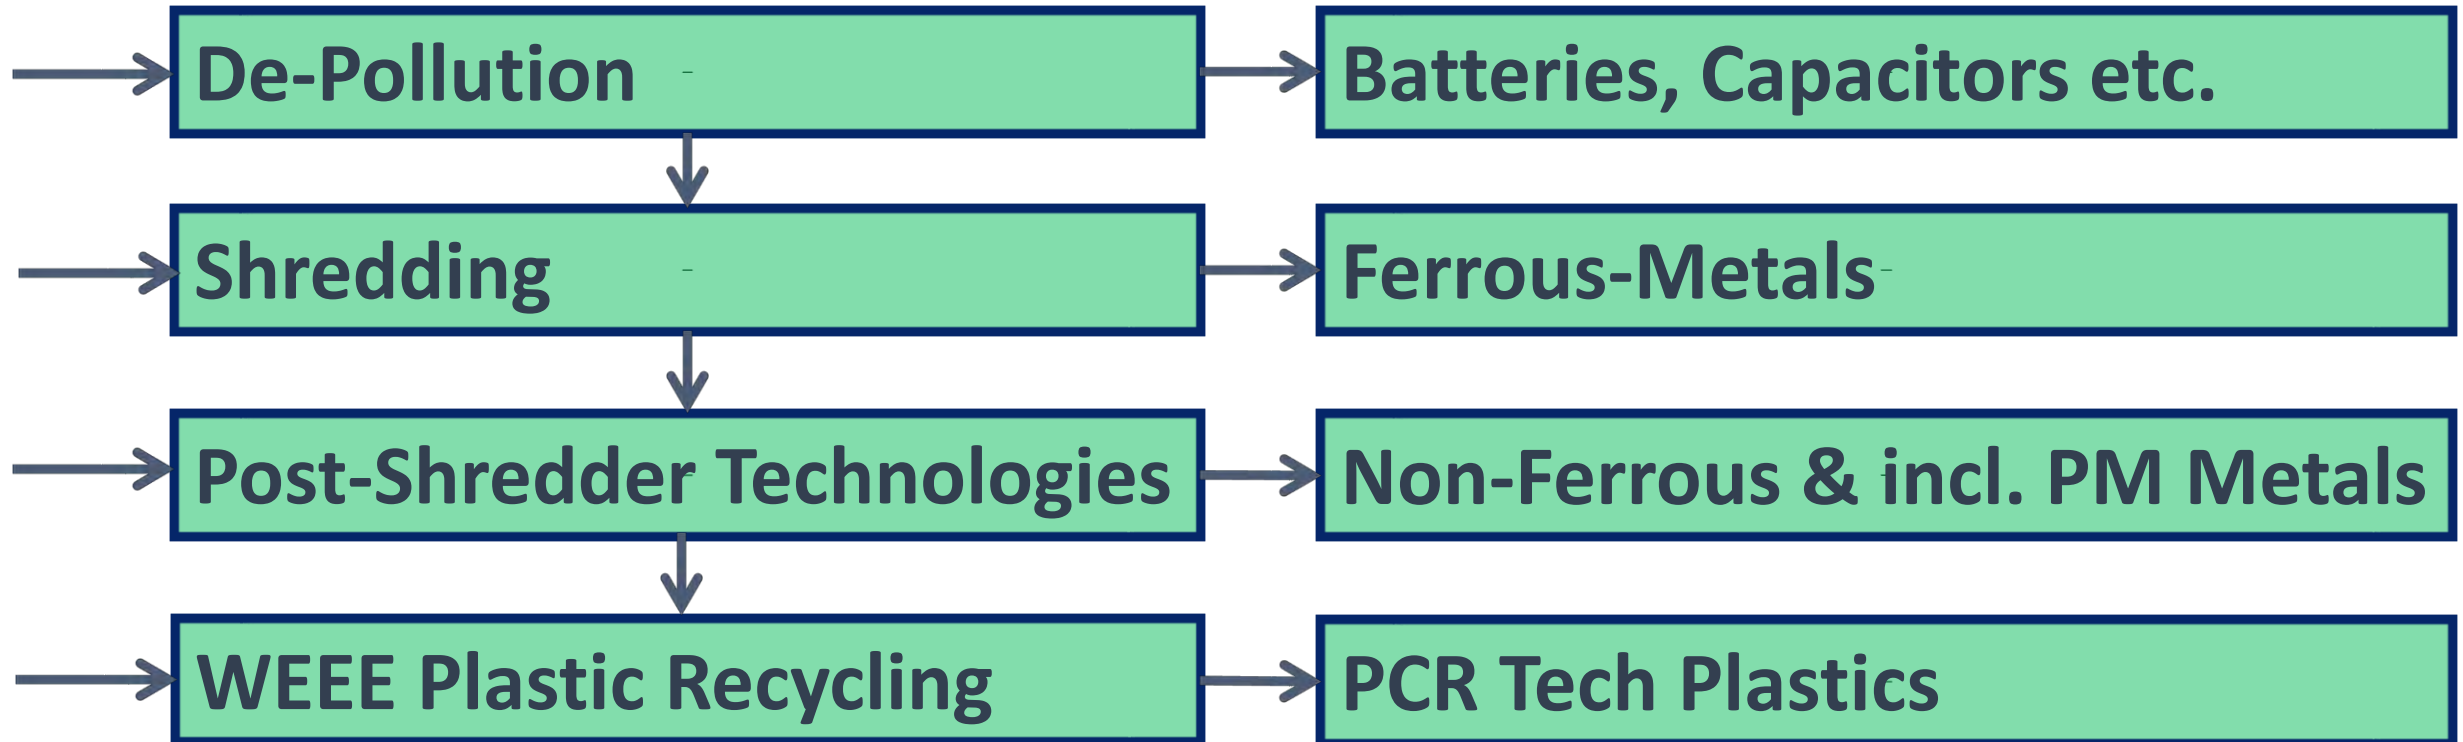 De-Pollution
Batteries, Capacitors etc.
Shredding
Ferrous-Metals
Post-Shredder Technologies
Non-Ferrous & incl. PM Metals
WEEE Plastic Recycling
PCR Tech Plastics